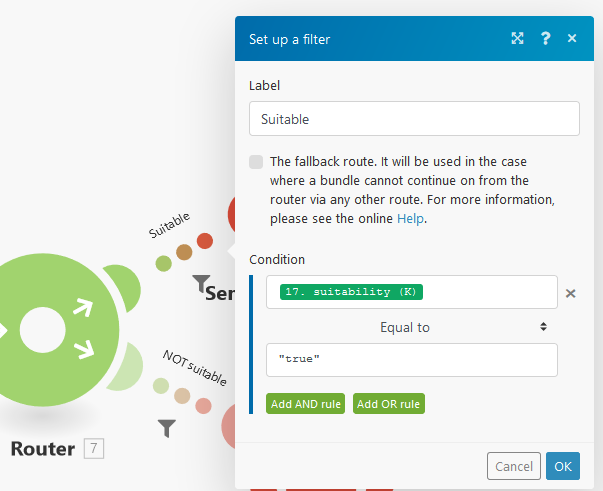 Set up a filter
?
Label
Suitable
The fallback route. It will be used in the case
where a bundle cannot continue on from the
router via any other route. For more information,
please see the online Help.
Suitable
Condition
17. suitability (K)
Ser
Equal to
"true"
NOT suitable
Add AND rule Add OR rule
Router 7
Cancel OK